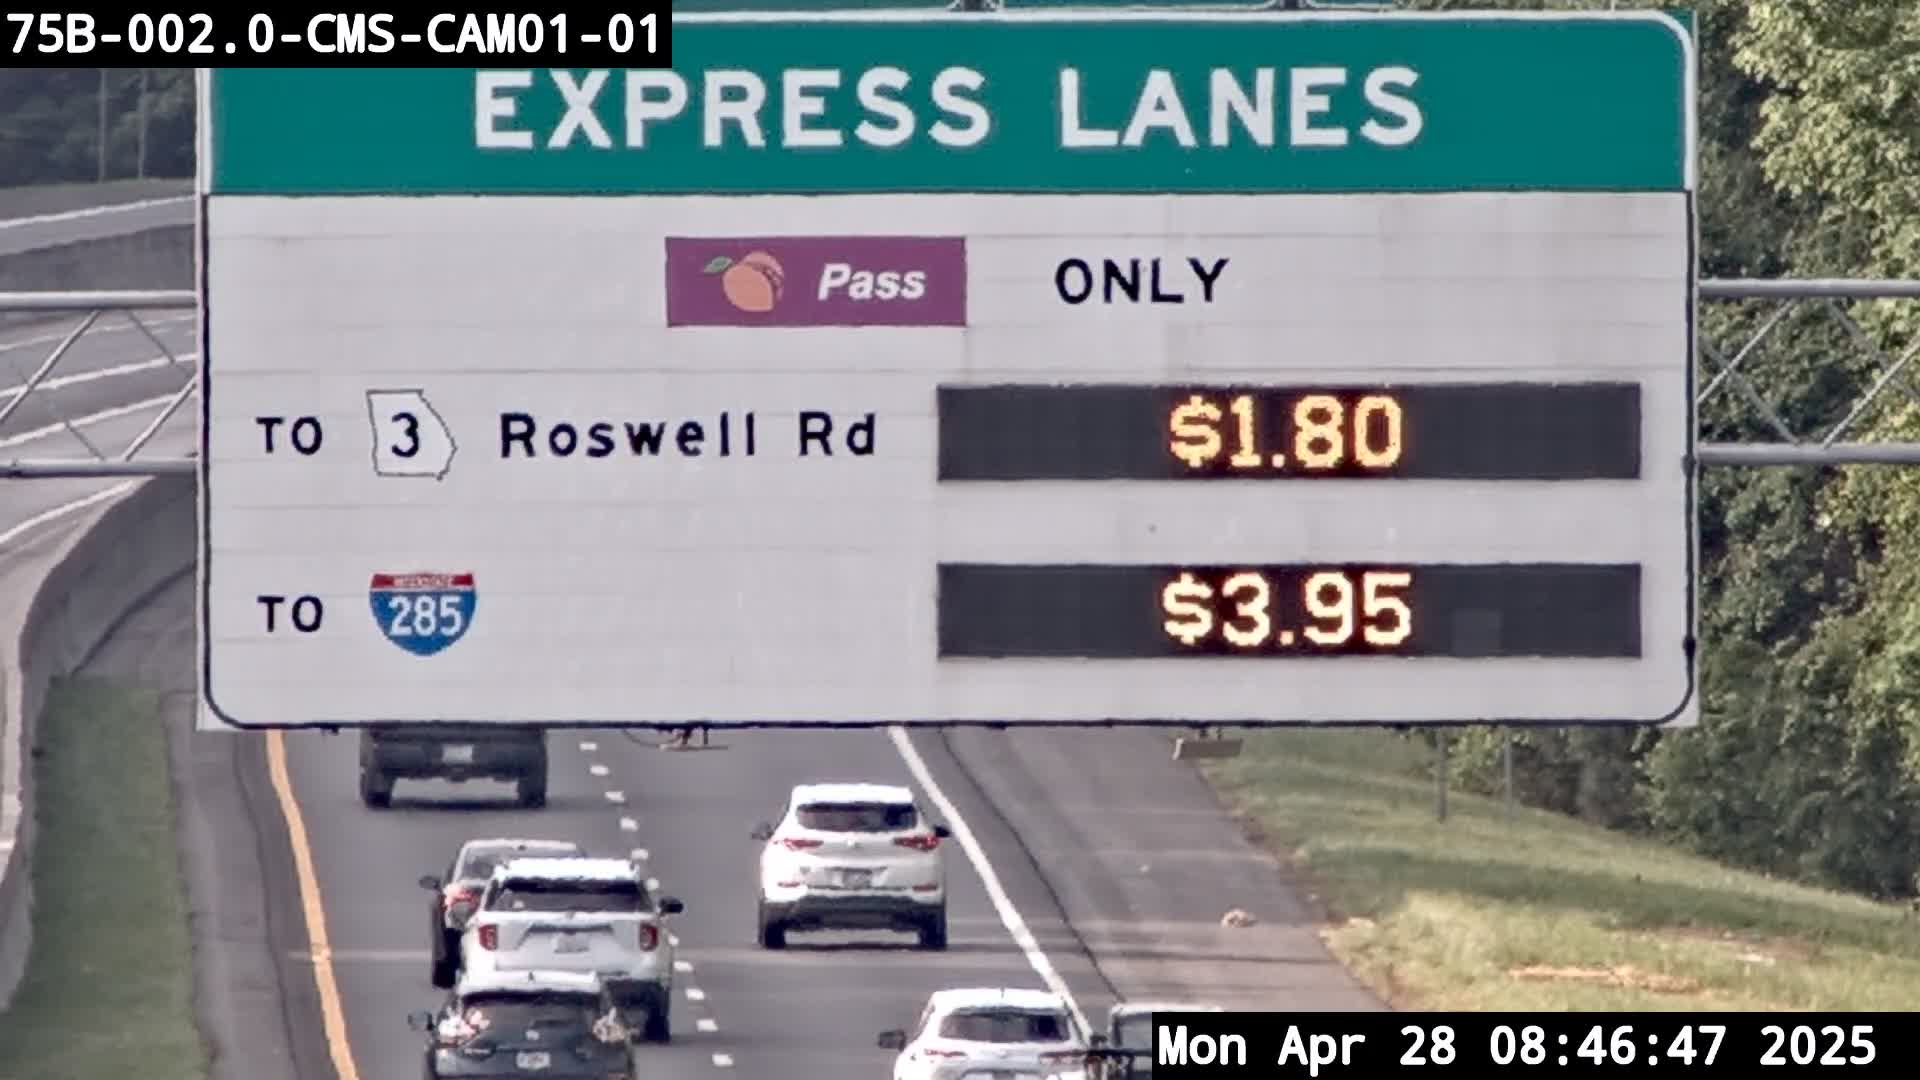 75B-002.0-CMS-CAM01-01
EXPRESS LANES
Pass ONLY
TO 3 Roswell Rd $1.80
TO 285 $3.95
Mon Apr 28 08:46:47 2025